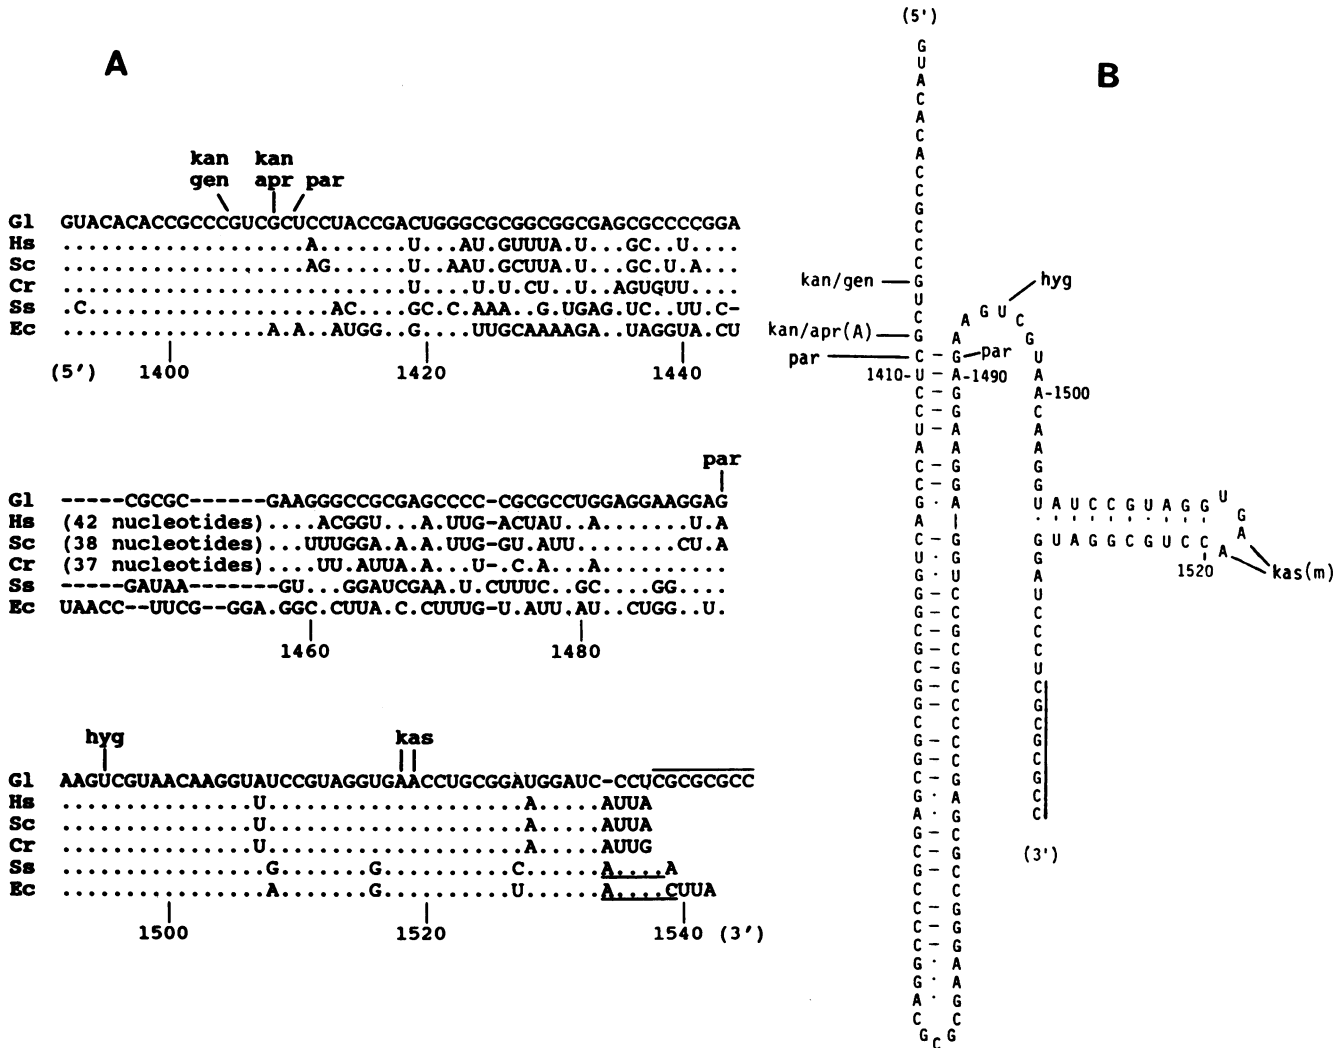 A
kan kan
gen apr par
Gl GUACACACCGCCCGUCGCUCCUACCGACUGGGCGCGGCGGCGAGCGCCCCGGA
Hs ...................A.......U...AU.GUUUA.U...GC..U....
Sc ...................AG......U..AAU.GCUUA.U...GC.U.A...
Cr ...........................U....U.U.CU..AGUGUU....
Ss .C...................AC....GC.C.AAA..G.UGAG.UC..UU.C-
Ec ................A.A..AUGG..G....UUGCAAAAGA..UAGGUA.CU
(5') 1400 1420 1440
par
Gl -----CGCGC------GAAGGGCCGCGAGCCCCC-CGCGCCUGGAGGAAGGAG
Hs (42 nucleotides)....ACGGU...A.UUG-ACUAU..A.......U.A
Sc (38 nucleotides)...UUUGGA.A.A.UUG-GU.AUU........CU.A
Cr (37 nucleotides)....UU.AUUA.A...U-.C.A...A..........
Ss -----GAUAA-------GU...GGAUCGAA.U.CUUUC..GC....GG....
Ec UAACC--UUCG--GGA.GGC.CUUA.C.CUUUG-U.AUU.AU..CUGG..U.
1460 1480
hyg kas
Gl AAGUCGUAACAAGGUAUCCGUAGGUGAACCUGCGGAUGGAUC-CCUCGCGCGCC
Hs ...............U....................A.....AUUA
Sc ...............U....................A.....AUUA
Cr ...............U....................A.....AUUG
Ss ................G.......G..........C......A....A
Ec ................A.......G..........U......A....CUUA
1500 1520 1540 (3')
B
(5')
GUACACACCGCCCGUCGCUCCUACCGACUGGGCGCGGCGGCGAGCGCCCCGGACGCG
kan/gen
kan/apr(A)
par
1410
CGAAGGGCCGCGAGCCCCCGCGCCUGGAGGAAGGAGAAGUCGUAACAAGGUAUCCGUAGGUGAACCUGCGGAUGGAUCCCUCGCGCGCC
par
1490
hyg
1500
1520
kas(m)
(3')